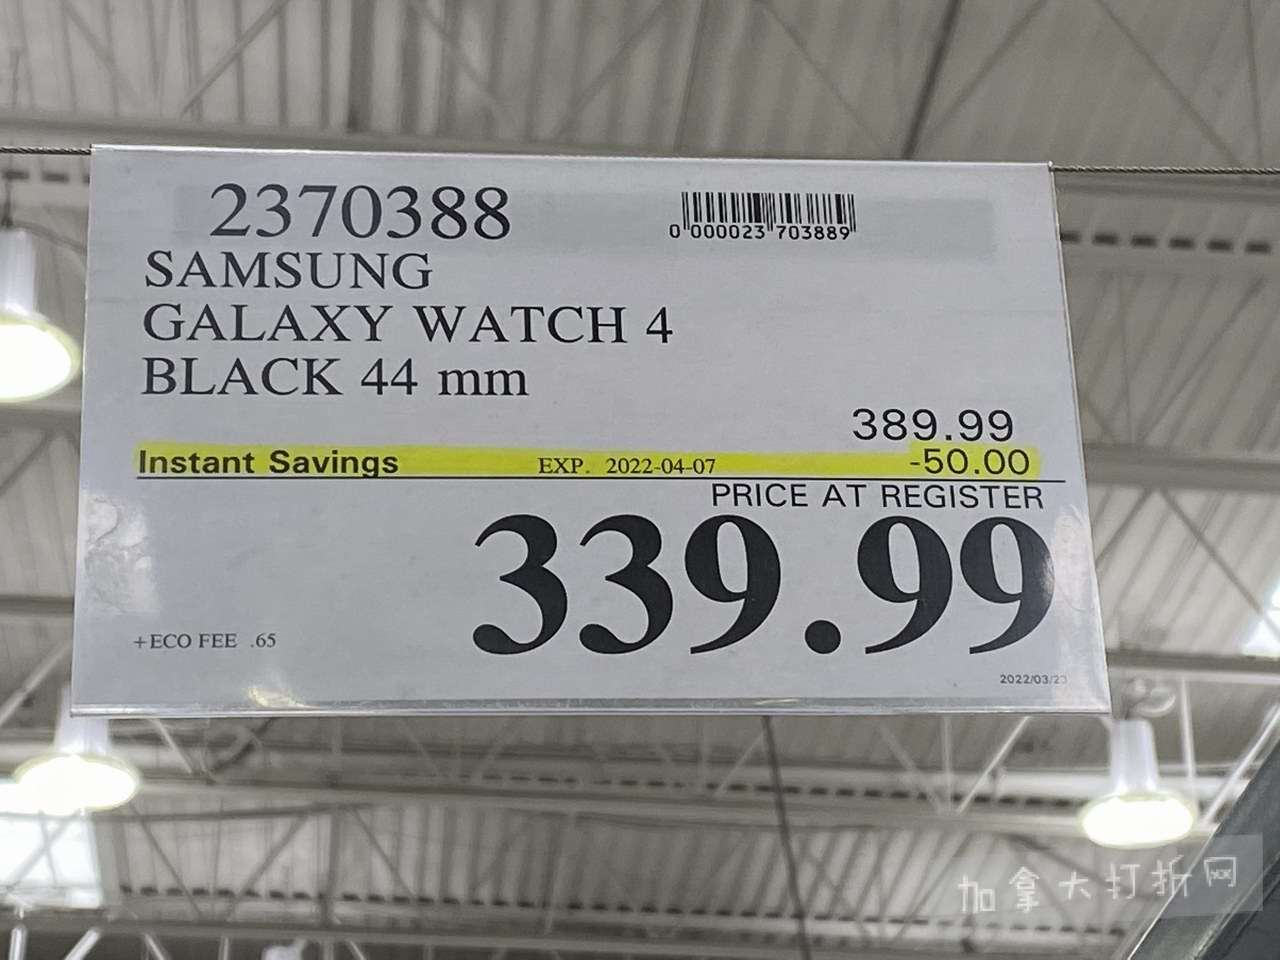 2370388
0 000023 703889
SAMSUNG
GALAXY WATCH 4
BLACK 44 mm
389.99
Instant Savings EXP. 2022-04-07 -50.00
PRICE AT REGISTER
339.99
+ECO FEE .65
2022/03/23
加拿大打折网